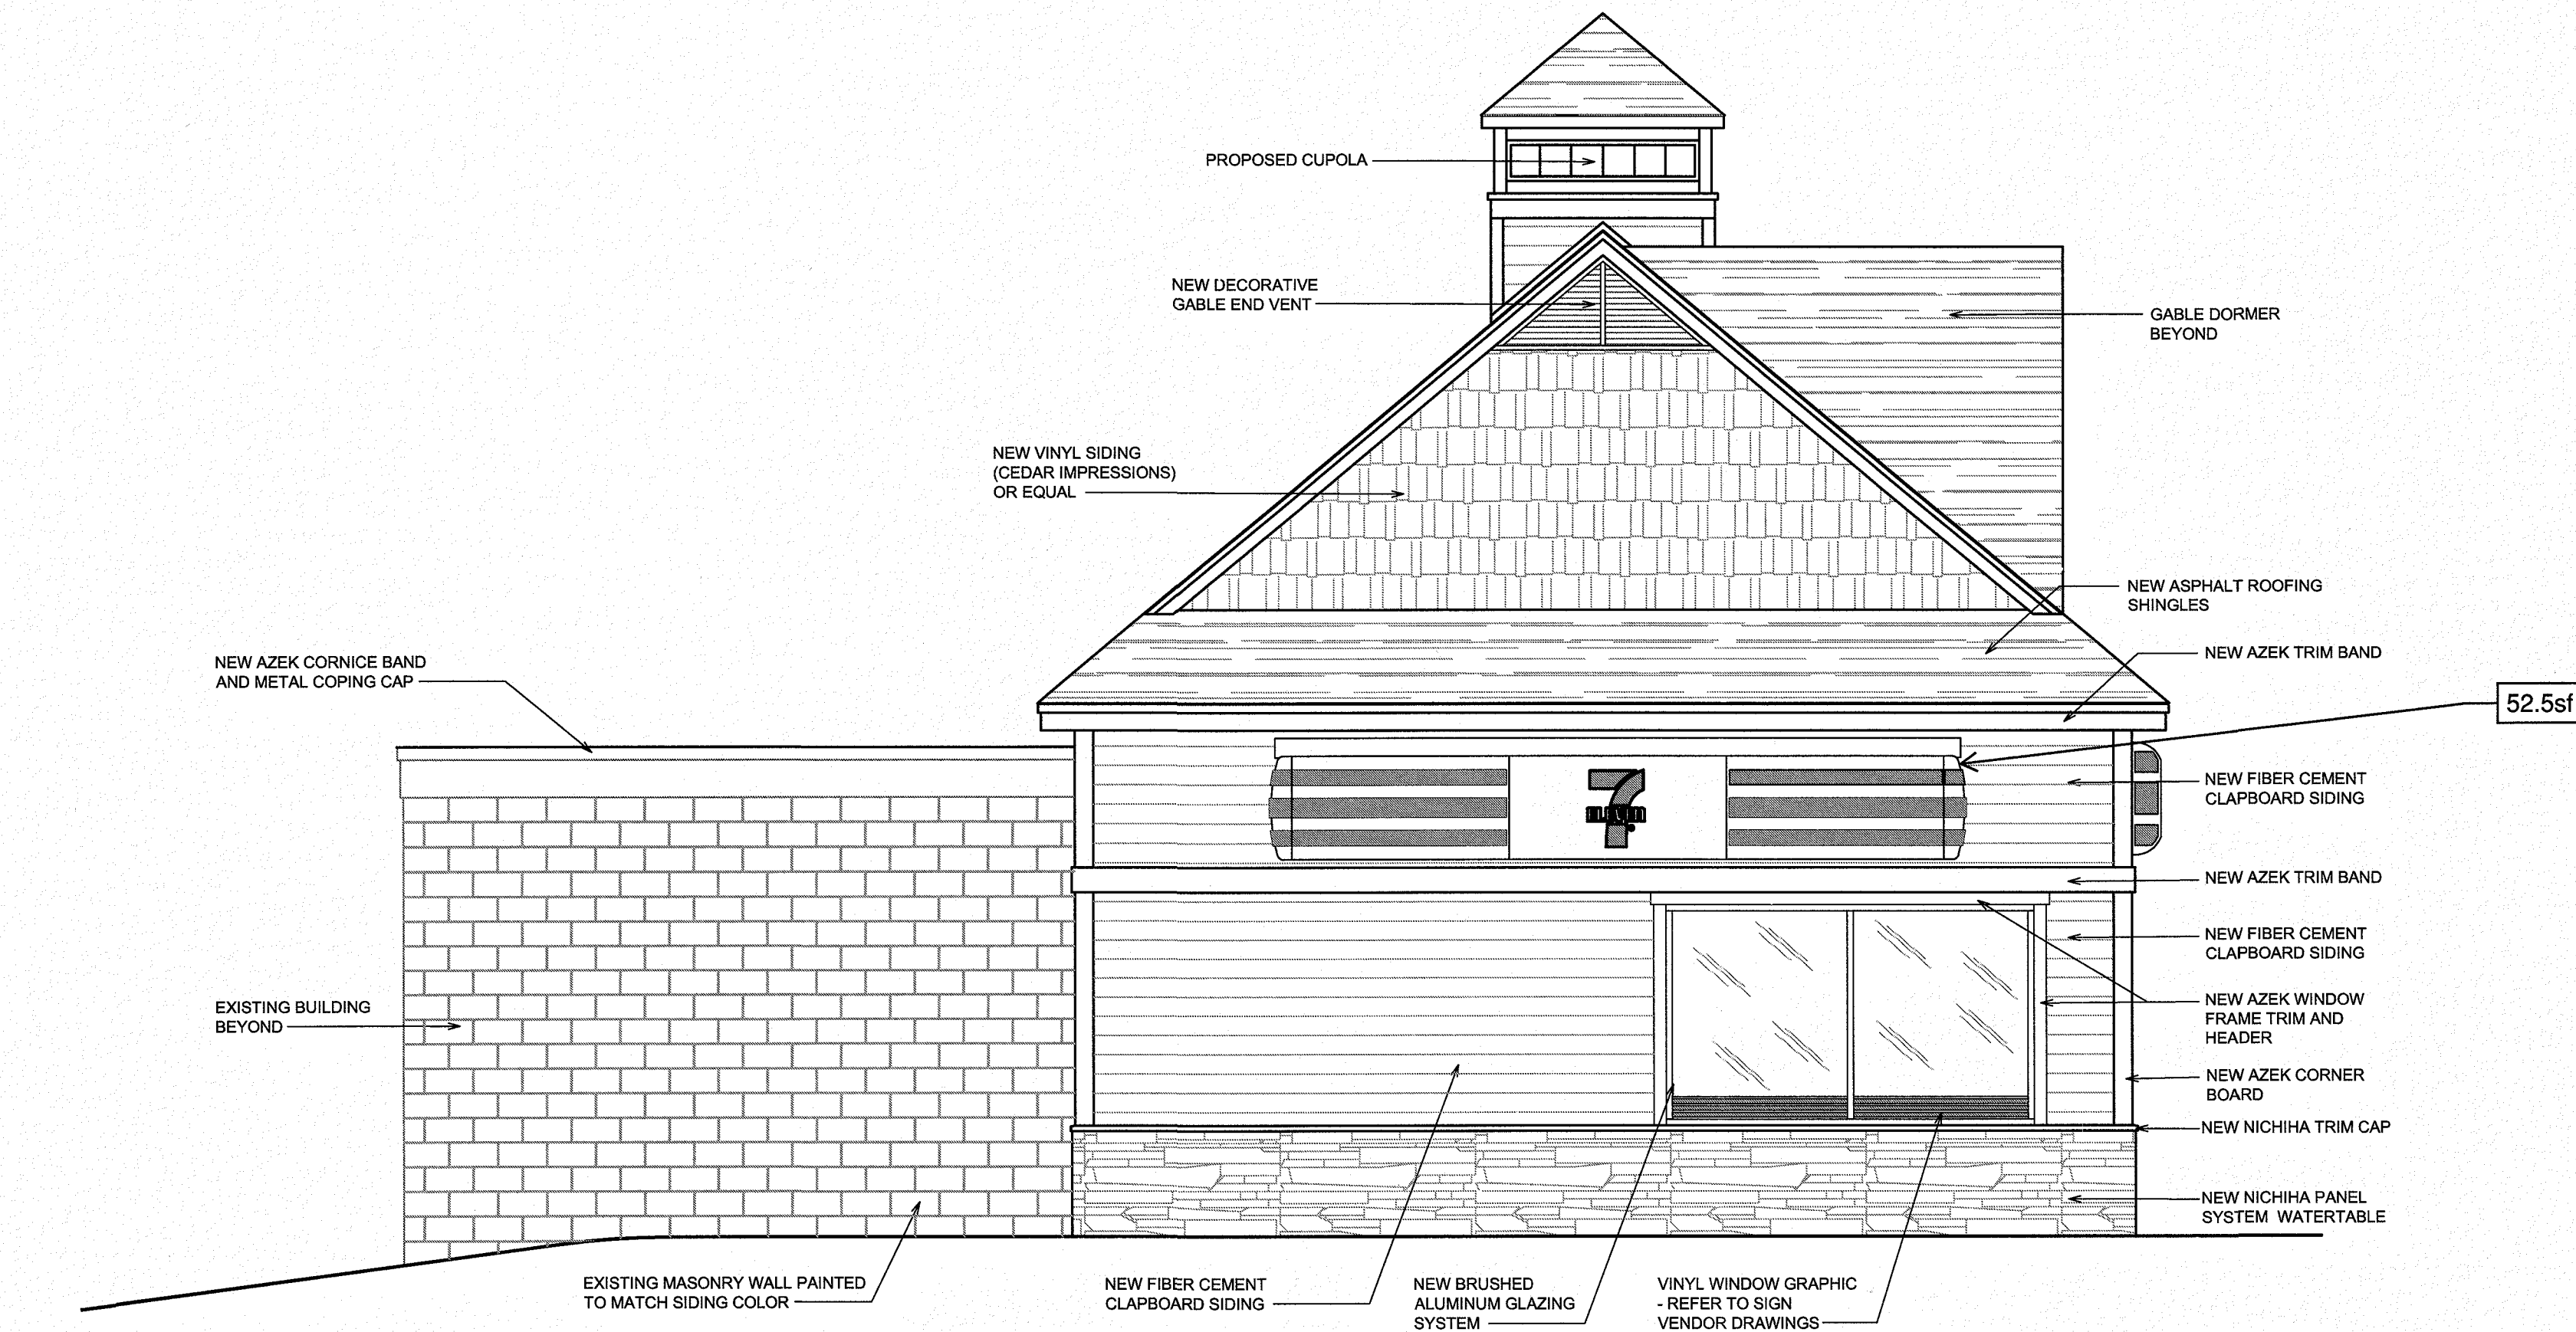 PROPOSED CUPOLA
NEW DECORATIVE
GABLE END VENT
GABLE DORMER
BEYOND
NEW VINYL SIDING
(CEDAR IMPRESSIONS)
OR EQUAL
NEW ASPHALT ROOFING
SHINGLES
NEW AZEK CORNICE BAND
AND METAL COPING CAP
NEW AZEK TRIM BAND
52.5sf
7
ELEVEN
NEW FIBER CEMENT
CLAPBOARD SIDING
NEW AZEK TRIM BAND
NEW FIBER CEMENT
CLAPBOARD SIDING
EXISTING BUILDING
BEYOND
NEW AZEK WINDOW
FRAME TRIM AND
HEADER
NEW AZEK CORNER
BOARD
NEW NICHIHA TRIM CAP
NEW NICHIHA PANEL
SYSTEM WATERTABLE
EXISTING MASONRY WALL PAINTED
TO MATCH SIDING COLOR
NEW FIBER CEMENT
CLAPBOARD SIDING
NEW BRUSHED
ALUMINUM GLAZING
SYSTEM
VINYL WINDOW GRAPHIC
- REFER TO SIGN
VENDOR DRAWINGS